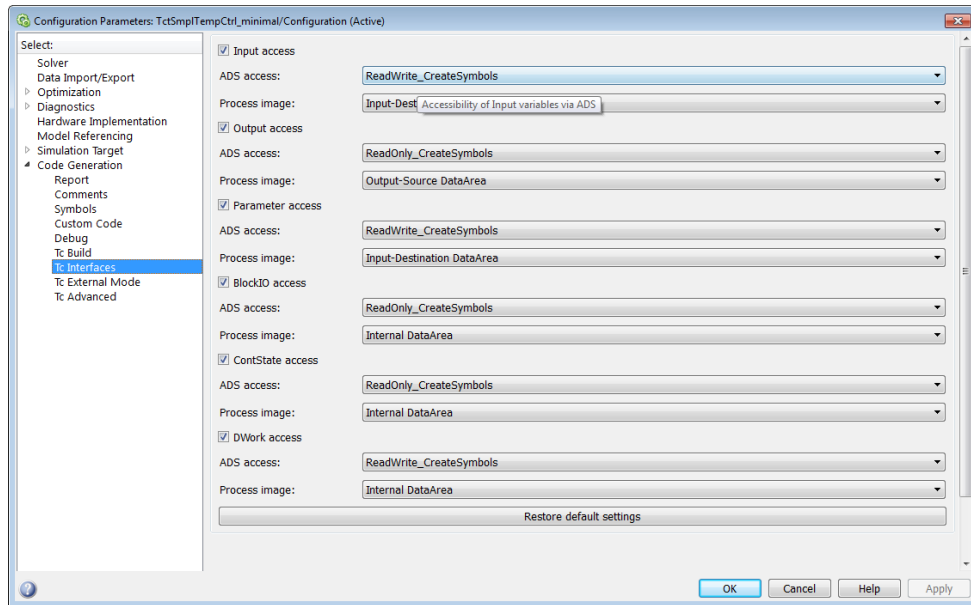 Configuration Parameters: TctSmplTempCtrl_minimal/Configuration (Active)
Select:
Solver
Data Import/Export
Optimization
Diagnostics
Hardware Implementation
Model Referencing
Simulation Target
Code Generation
Report
Comments
Symbols
Custom Code
Debug
Tc Build
Tc Interfaces
Tc External Mode
Tc Advanced
Input access
ADS access: ReadWrite_CreateSymbols
Process image: Input-Dest
Accessibility of Input variables via ADS
Output access
ADS access: ReadOnly_CreateSymbols
Process image: Output-Source DataArea
Parameter access
ADS access: ReadWrite_CreateSymbols
Process image: Input-Destination DataArea
BlockIO access
ADS access: ReadOnly_CreateSymbols
Process image: Internal DataArea
ContState access
ADS access: ReadOnly_CreateSymbols
Process image: Internal DataArea
DWork access
ADS access: ReadWrite_CreateSymbols
Process image: Internal DataArea
Restore default settings
OK Cancel Help Apply